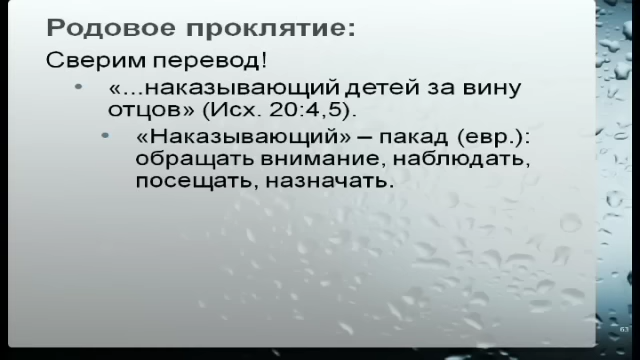 Родовое проклятие:
Сверим перевод!
• «...наказывающий детей за вину
отцов» (Исх. 20:4,5).
• «Наказывающий» – пакад (евр.):
обращать внимание, наблюдать,
посещать, назначать.
63